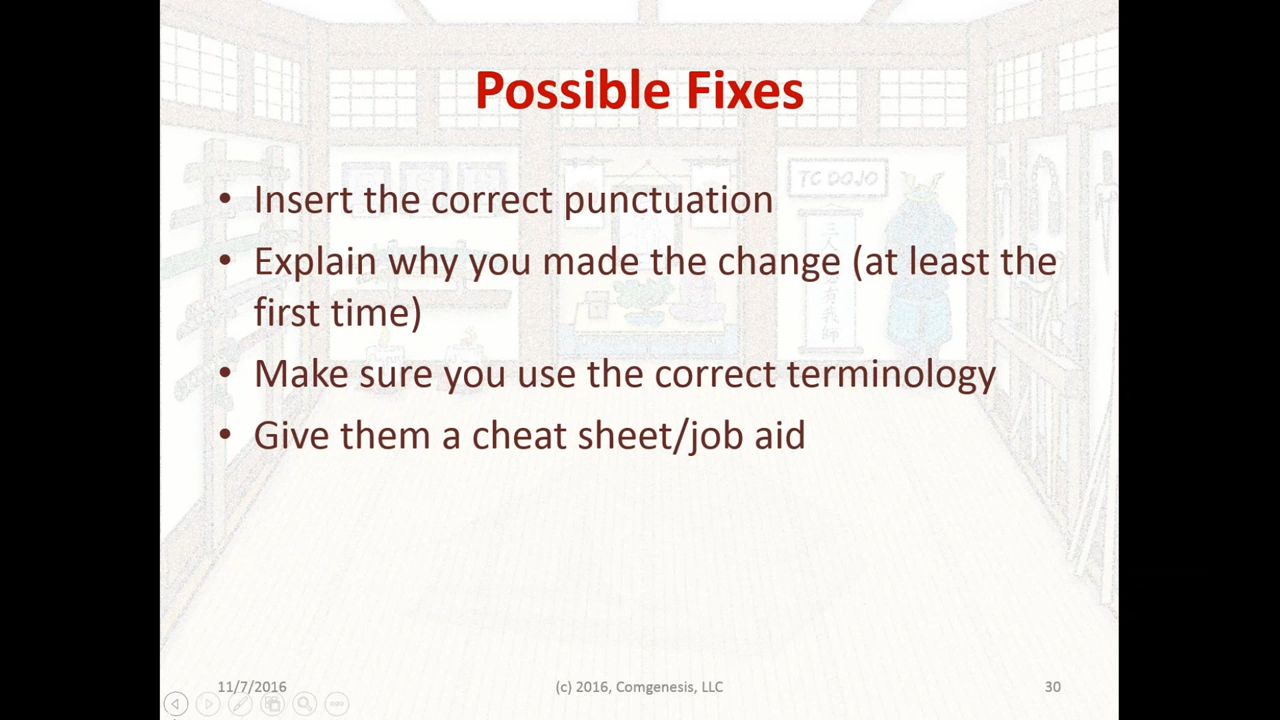 Possible Fixes
TC DOJO
• Insert the correct punctuation
• Explain why you made the change (at least the
first time)
• Make sure you use the correct terminology
• Give them a cheat sheet/job aid
11/7/2016
(c) 2016, Comgenesis, LLC
30